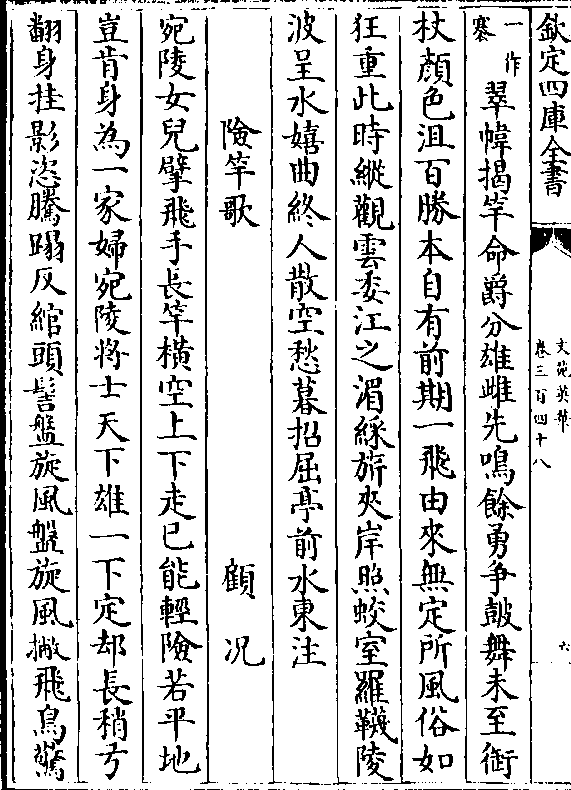 欽定四庫全書
文苑英華
卷三百四十八
六
一作
褰
翠幃揭竿命爵分雄雌先鳴餘勇争鼓舞未至銜
杖顔色沮百勝本自有前期一飛由來無定所風俗如
狂重此時縱觀雲委江之湄綵旂夾岸照蛟室羅韈陵
波呈水嬉曲終人散空愁暮招屈亭前水東注
險竿歌
顧况
宛陵女兒擘飛手長竿横空上下走已能輕險若平地
豈肯身為一家婦宛陵將士天下雄一下定却長稍弓
翻身挂影恣騰蹋反綰頭髻盤旋風盤旋風撇飛鳥驚